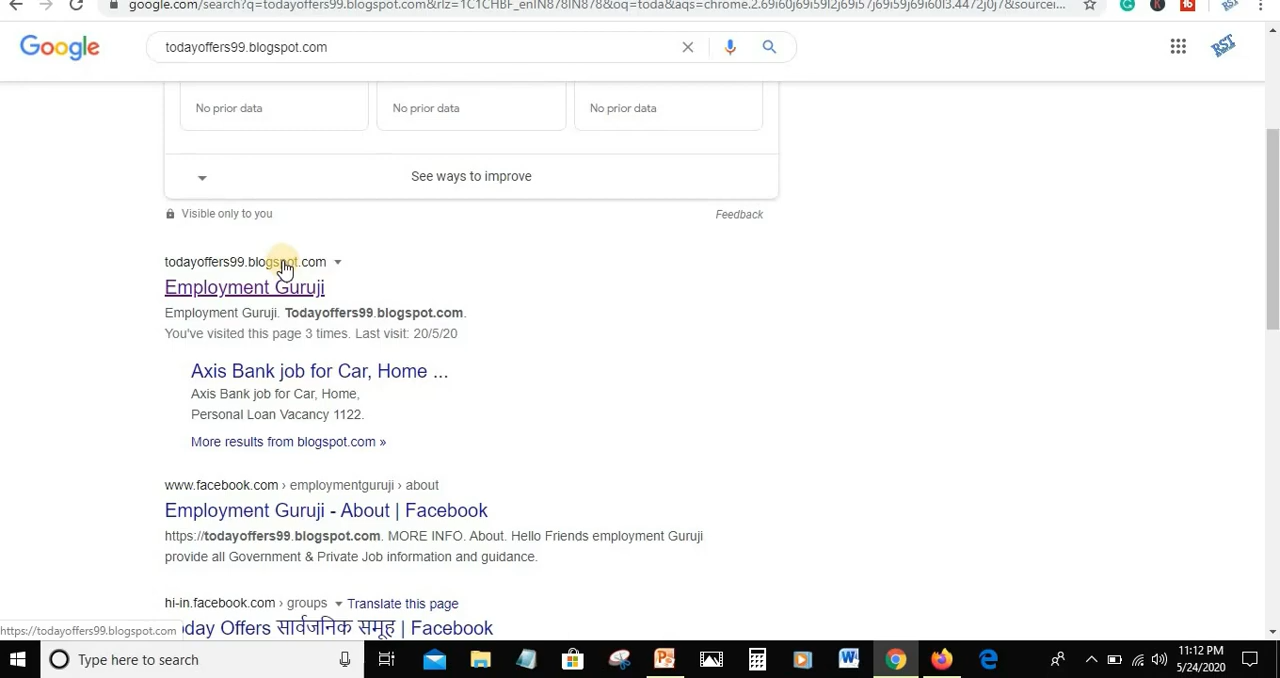 google.com/search?q=todayoffers99.blogspot.com&rlz=1C1CHBF_enIN878IN878&oq=toda&aqs=chrome.2.69i60j69i59l2j69i57j69i59j69i60l3.4472j0j7&sourcei...
Google
todayoffers99.blogspot.com
RST
No prior data
No prior data
No prior data
See ways to improve
Visible only to you
Feedback
todayoffers99.blogspot.com
Employment Guruji
Employment Guruji. Todayoffers99.blogspot.com.
You've visited this page 3 times. Last visit: 20/5/20
Axis Bank job for Car, Home ...
Axis Bank job for Car, Home,
Personal Loan Vacancy 1122.
More results from blogspot.com »
www.facebook.com › employmentguruji › about
Employment Guruji - About | Facebook
https://todayoffers99.blogspot.com. MORE INFO. About. Hello Friends employment Guruji
provide all Government & Private Job information and guidance.
hi-in.facebook.com › groups
Translate this page
https://todayoffers99.blogspot.com
day Offers सार्वजनिक समूह | Facebook
Type here to search
11:12 PM
5/24/2020